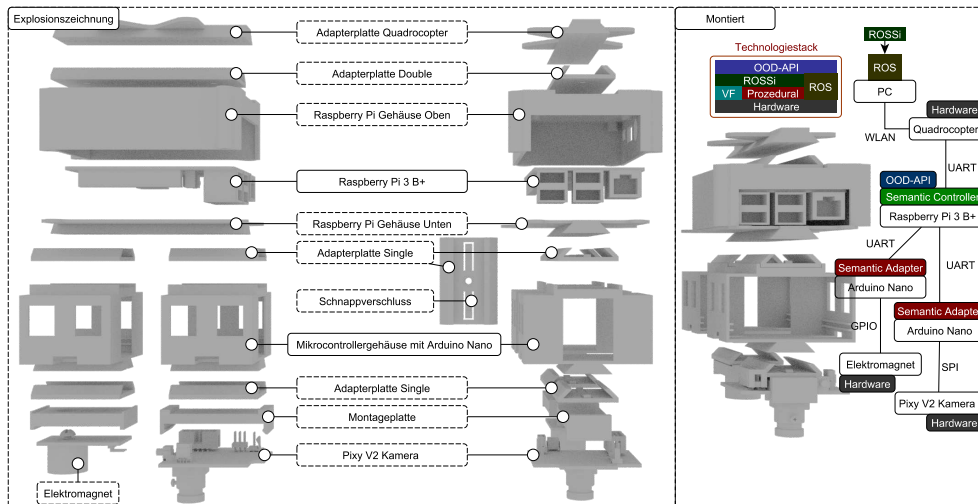 Explosionszeichnung
Adapterplatte Quadrocopter
Adapterplatte Double
Raspberry Pi Gehäuse Oben
Raspberry Pi 3 B+
Raspberry Pi Gehäuse Unten
Adapterplatte Single
Schnappverschluss
Mikrocontrollergehäuse mit Arduino Nano
Adapterplatte Single
Montageplatte
Pixy V2 Kamera
Elektromagnet
Montiert
Technologiestack
OOD-API
ROSSi
ROS
VF
Prozedural
Hardware
ROSSi
ROS
PC
WLAN
Hardware
Quadrocopter
UART
OOD-API
Semantic Controller
Raspberry Pi 3 B+
UART
UART
Semantic Adapter
Arduino Nano
GPIO
Semantic Adapter
Arduino Nano
SPI
Elektromagnet
Hardware
Pixy V2 Kamera
Hardware